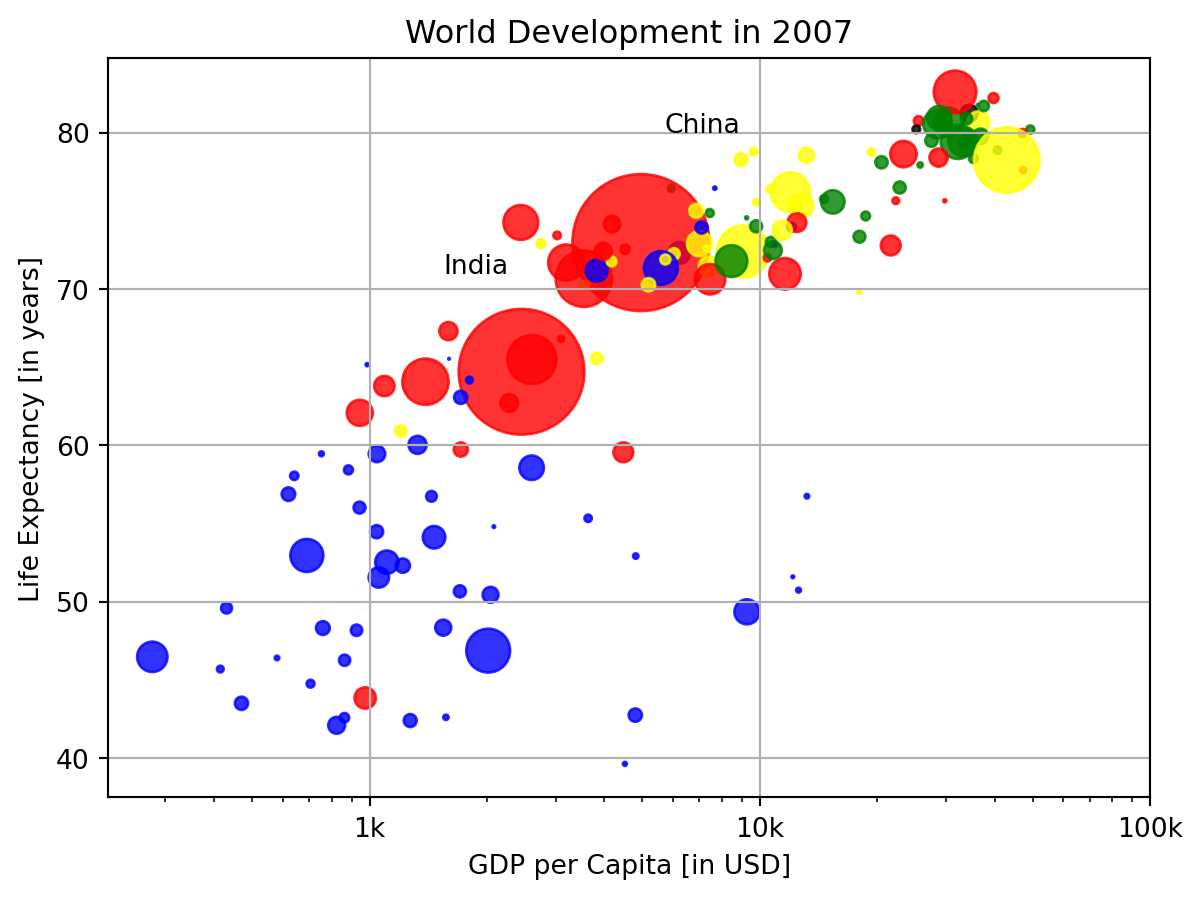 World Development in 2007
Life Expectancy [in years]
80
70
60
50
40
China
India
1k
10k
100k
GDP per Capita [in USD]